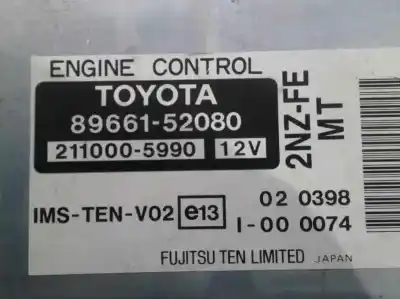 ENGINE CONTROL
TOYOTA
89661-52080
211000-5990 12V
2NZ-FE
MT
IMS-TEN-V02 e13 02 0398
I-00 0074
FUJITSU TEN LIMITED JAPAN